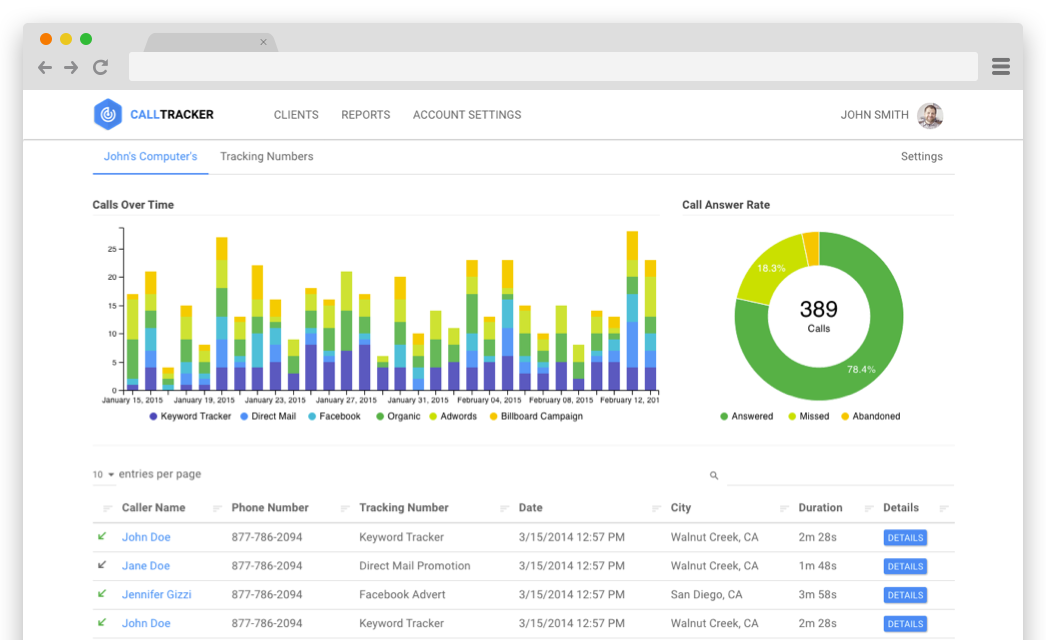 CALLTRACKER CLIENTS REPORTS ACCOUNT SETTINGS JOHN SMITH
John's Computer's Tracking Numbers Settings
Calls Over Time
25
20
15
10
5
0
January 15, 2015 January 19, 2015 January 23, 2015 January 27, 2015 January 31, 2015 February 04, 2015 February 08, 2015 February 12, 201
Keyword Tracker Direct Mail Facebook Organic Adwords Billboard Campaign
Call Answer Rate
18.3%
389
Calls
78.4%
Answered Missed Abandoned
10 entries per page
Caller Name Phone Number Tracking Number Date City Duration Details
John Doe 877-786-2094 Keyword Tracker 3/15/2014 12:57 PM Walnut Creek, CA 2m 28s DETAILS
Jane Doe 877-786-2094 Direct Mail Promotion 3/15/2014 12:57 PM Walnut Creek, CA 1m 48s DETAILS
Jennifer Gizzi 877-786-2094 Facebook Advert 3/15/2014 12:57 PM San Diego, CA 3m 58s DETAILS
John Doe 877-786-2094 Keyword Tracker 3/15/2014 12:57 PM Walnut Creek, CA 2m 28s DETAILS